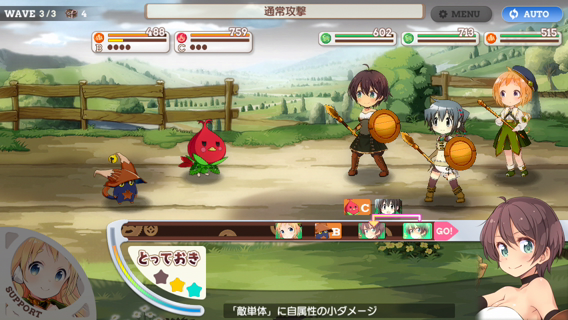 WAVE 3/3 4
通常攻撃
MENU
AUTO
488
B
759
C
602
713
515
C
B
GO!
とっておき
SUPPORT
「敵単体」に自属性の小ダメージ